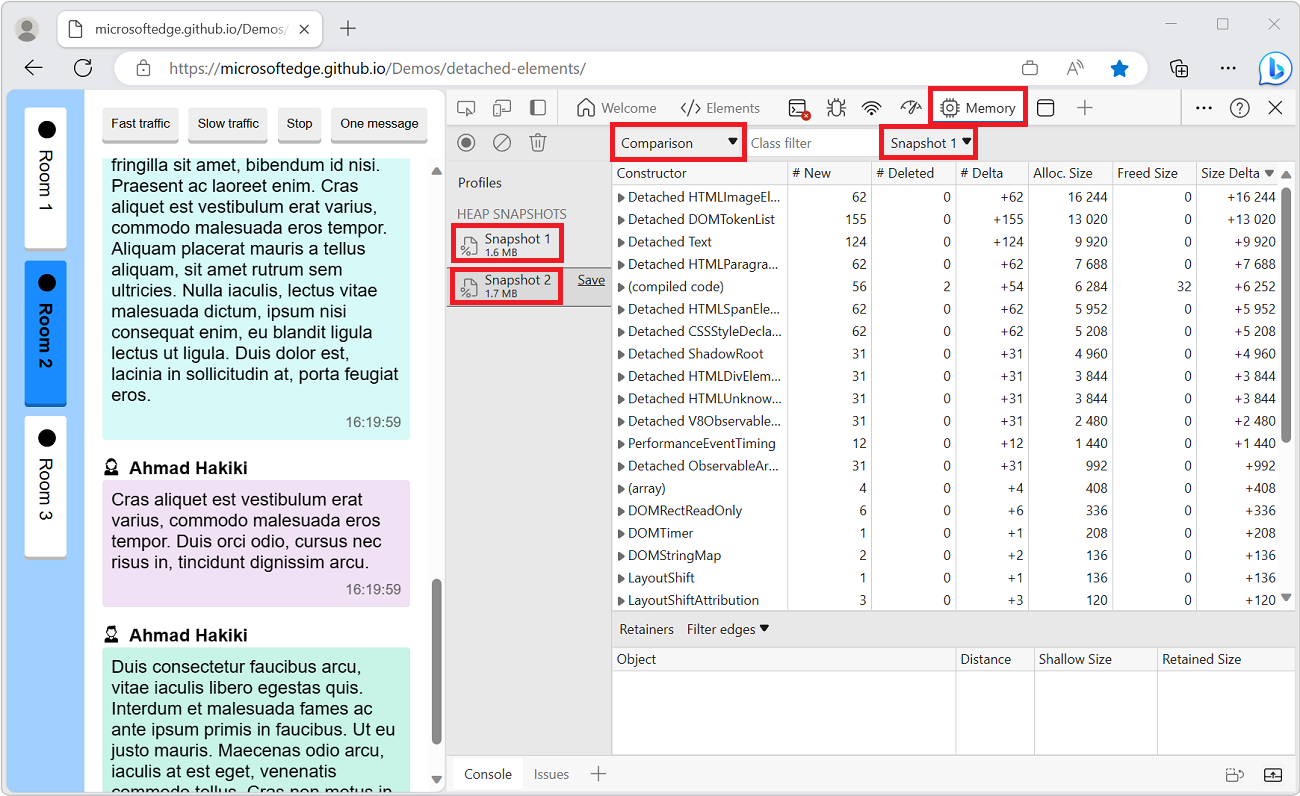 microsoftedge.github.io/Demos/
https://microsoftedge.github.io/Demos/detached-elements/
Room 1
Room 2
Room 3
Fast traffic
Slow traffic
Stop
One message
fringilla sit amet, bibendum id nisi.
Praesent ac laoreet enim. Cras
aliquet est vestibulum erat varius,
commodo malesuada eros tempor.
Aliquam placerat mauris a tellus
aliquam, sit amet rutrum sem
ultricies. Nulla iaculis, lectus vitae
malesuada dictum, ipsum nisi
consequat enim, eu blandit ligula
lectus ut ligula. Duis dolor est,
lacinia in sollicitudin at, porta feugiat
eros.
16:19:59
Ahmad Hakiki
Cras aliquet est vestibulum erat
varius, commodo malesuada eros
tempor. Duis orci odio, cursus nec
risus in, tincidunt dignissim arcu.
16:19:59
Ahmad Hakiki
Duis consectetur faucibus arcu,
vitae iaculis libero egestas quis.
Interdum et malesuada fames ac
ante ipsum primis in faucibus. Ut eu
justo mauris. Maecenas odio arcu,
iaculis at est eget, venenatis
commodo tellus. Cras non metus in
Welcome
Elements
Memory
Comparison
Class filter
Snapshot 1
Profiles
HEAP SNAPSHOTS
Snapshot 1
1.6 MB
Snapshot 2
1.7 MB
Save
Constructor # New # Deleted # Delta Alloc. Size Freed Size Size Delta
Detached HTMLImageEl... 62 0 +62 16 244 0 +16 244
Detached DOMTokenList 155 0 +155 13 020 0 +13 020
Detached Text 124 0 +124 9 920 0 +9 920
Detached HTMLParagra... 62 0 +62 7 688 0 +7 688
(compiled code) 56 2 +54 6 284 32 +6 252
Detached HTMLSpanEle... 62 0 +62 5 952 0 +5 952
Detached CSSStyleDecla... 62 0 +62 5 208 0 +5 208
Detached ShadowRoot 31 0 +31 4 960 0 +4 960
Detached HTMLDivElem... 31 0 +31 3 844 0 +3 844
Detached HTMLUnknow... 31 0 +31 3 844 0 +3 844
Detached V8Observable... 31 0 +31 2 480 0 +2 480
PerformanceEventTiming 12 0 +12 1 440 0 +1 440
Detached ObservableAr... 31 0 +31 992 0 +992
(array) 4 0 +4 408 0 +408
DOMRectReadOnly 6 0 +6 336 0 +336
DOMTimer 1 0 +1 208 0 +208
DOMStringMap 2 0 +2 136 0 +136
LayoutShift 1 0 +1 136 0 +136
LayoutShiftAttribution 3 0 +3 120 0 +120
Retainers Filter edges
Object Distance Shallow Size Retained Size
Console Issues